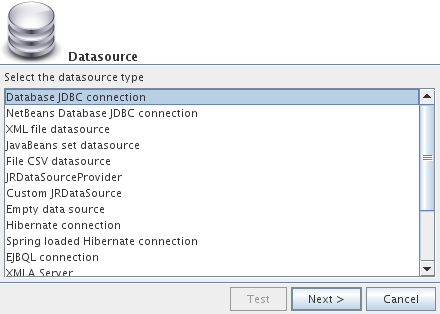 Datasource
Select the datasource type
Database JDBC connection
NetBeans Database JDBC connection
XML file datasource
JavaBeans set datasource
File CSV datasource
JRDataSourceProvider
Custom JRDataSource
Empty data source
Hibernate connection
Spring loaded Hibernate connection
EJBQL connection
XMLA Server
Test
Next >
Cancel